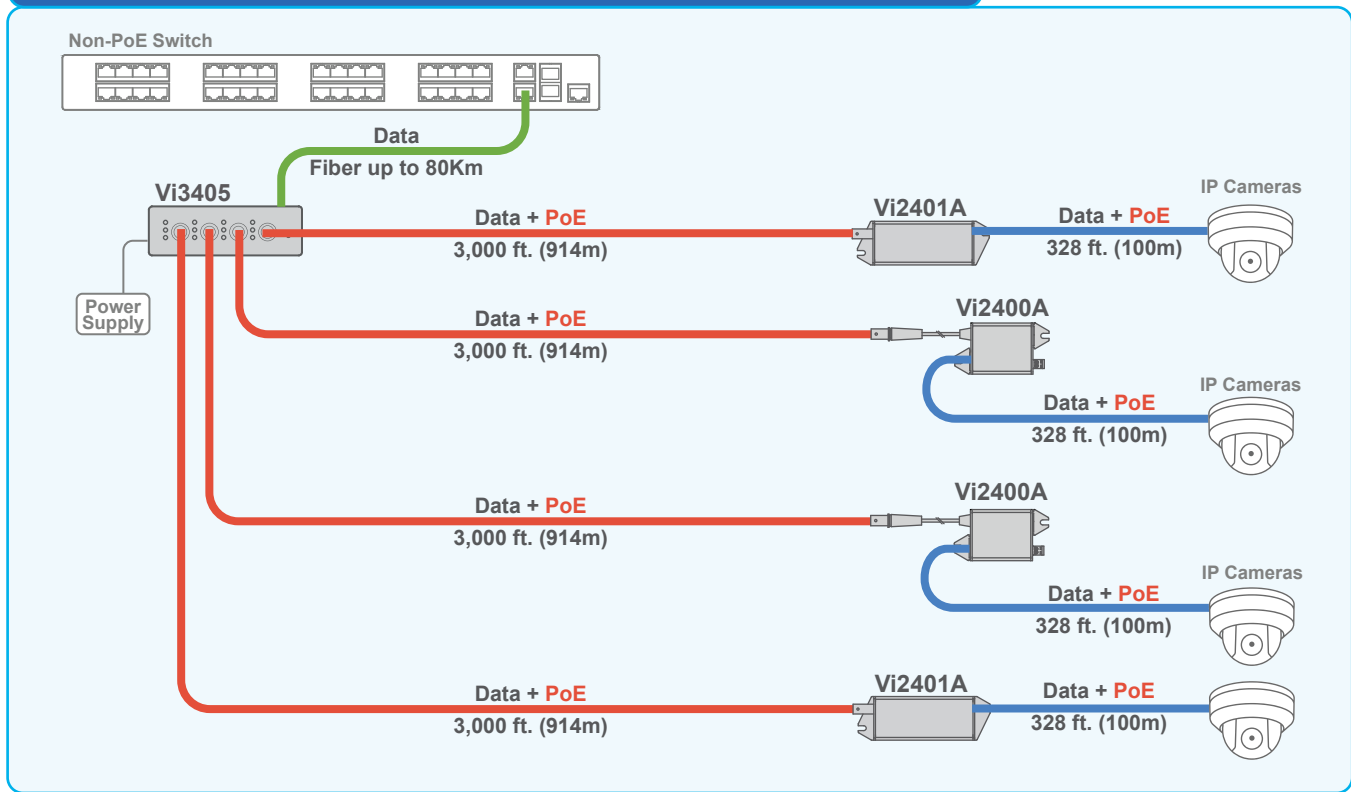 Non-PoE Switch
Data
Fiber up to 80Km
Vi3405
Power
Supply
Data + PoE
3,000 ft. (914m)
Vi2401A
Data + PoE
328 ft. (100m)
IP Cameras
Data + PoE
3,000 ft. (914m)
Vi2400A
Data + PoE
328 ft. (100m)
IP Cameras
Data + PoE
3,000 ft. (914m)
Vi2400A
Data + PoE
328 ft. (100m)
IP Cameras
Data + PoE
3,000 ft. (914m)
Vi2401A
Data + PoE
328 ft. (100m)